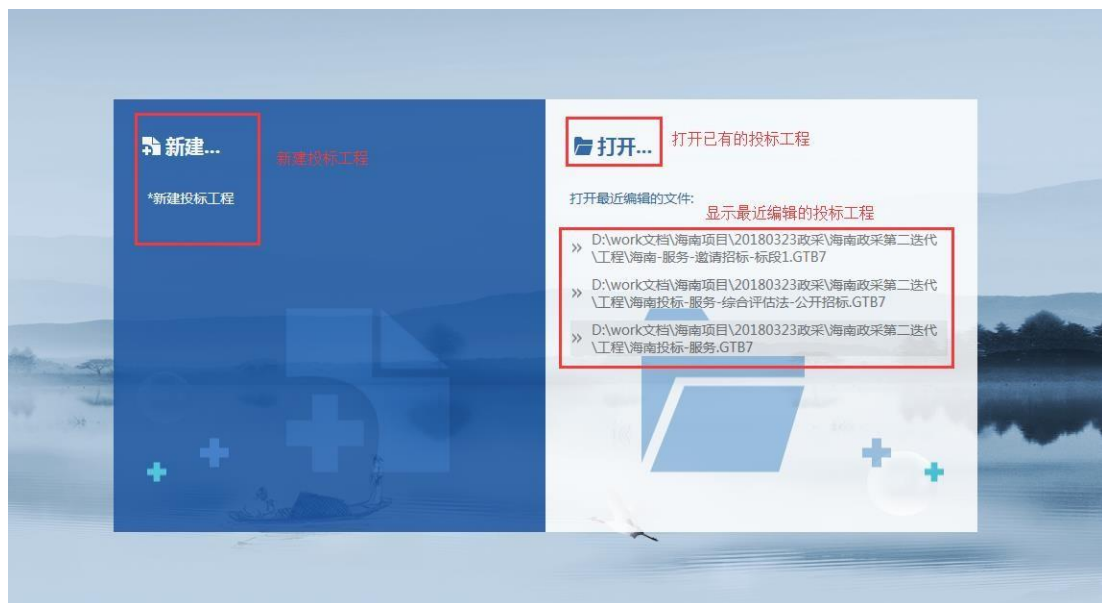 新建...
新建投标工程
*新建投标工程
打开...
打开已有的投标工程
打开最近编辑的文件:
显示最近编辑的投标工程
» D:\work文档\海南项目\20180323政采\海南政采第二迭代
\工程\海南-服务-邀请招标-标段1.GTB7
» D:\work文档\海南项目\20180323政采\海南政采第二迭代
\工程\海南投标-服务-综合评估法-公开招标.GTB7
» D:\work文档\海南项目\20180323政采\海南政采第二迭代
\工程\海南投标-服务.GTB7